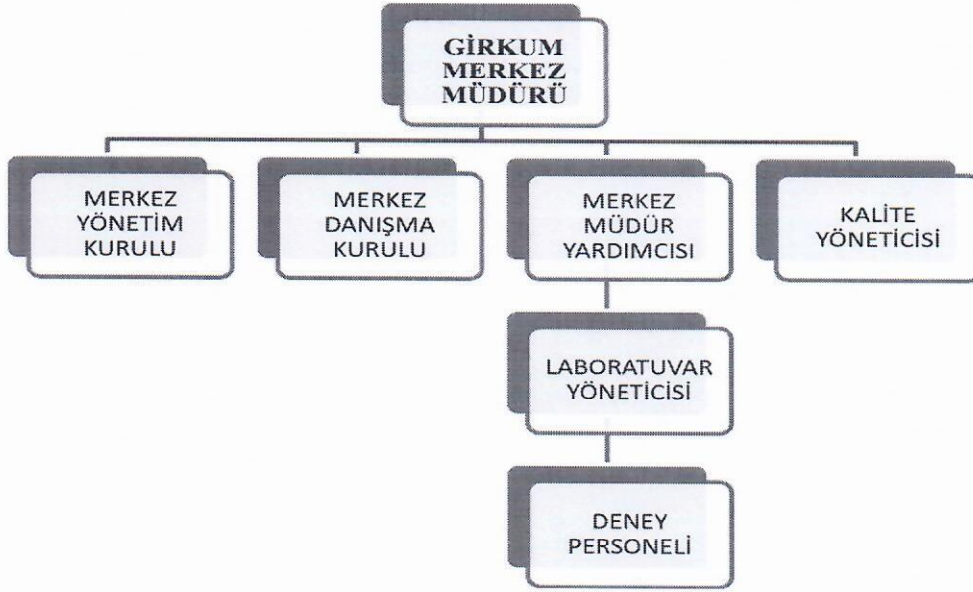 GİRKUM
MERKEZ
MÜDÜRÜ
MERKEZ
YÖNETİM
KURULU
MERKEZ
DANIŞMA
KURULU
MERKEZ
MÜDÜR
YARDIMCISI
KALİTE
YÖNETİCİSİ
LABORATUVAR
YÖNETİCİSİ
DENEY
PERSONELİ